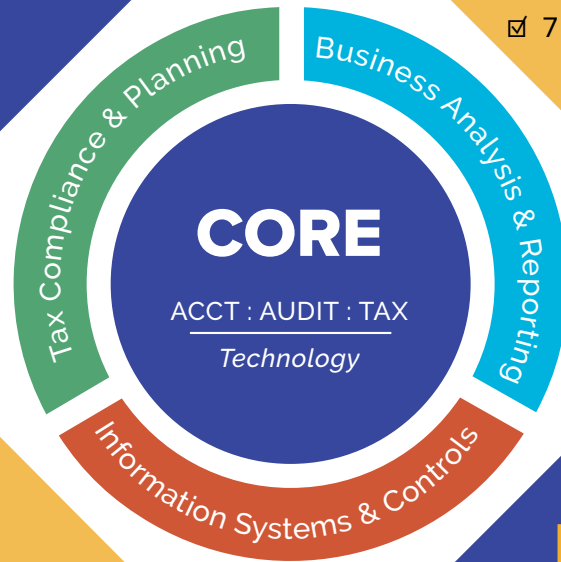 ☑ 7
Tax Compliance & Planning
Business Analysis & Reporting
CORE
ACCT : AUDIT : TAX
Technology
Information Systems & Controls